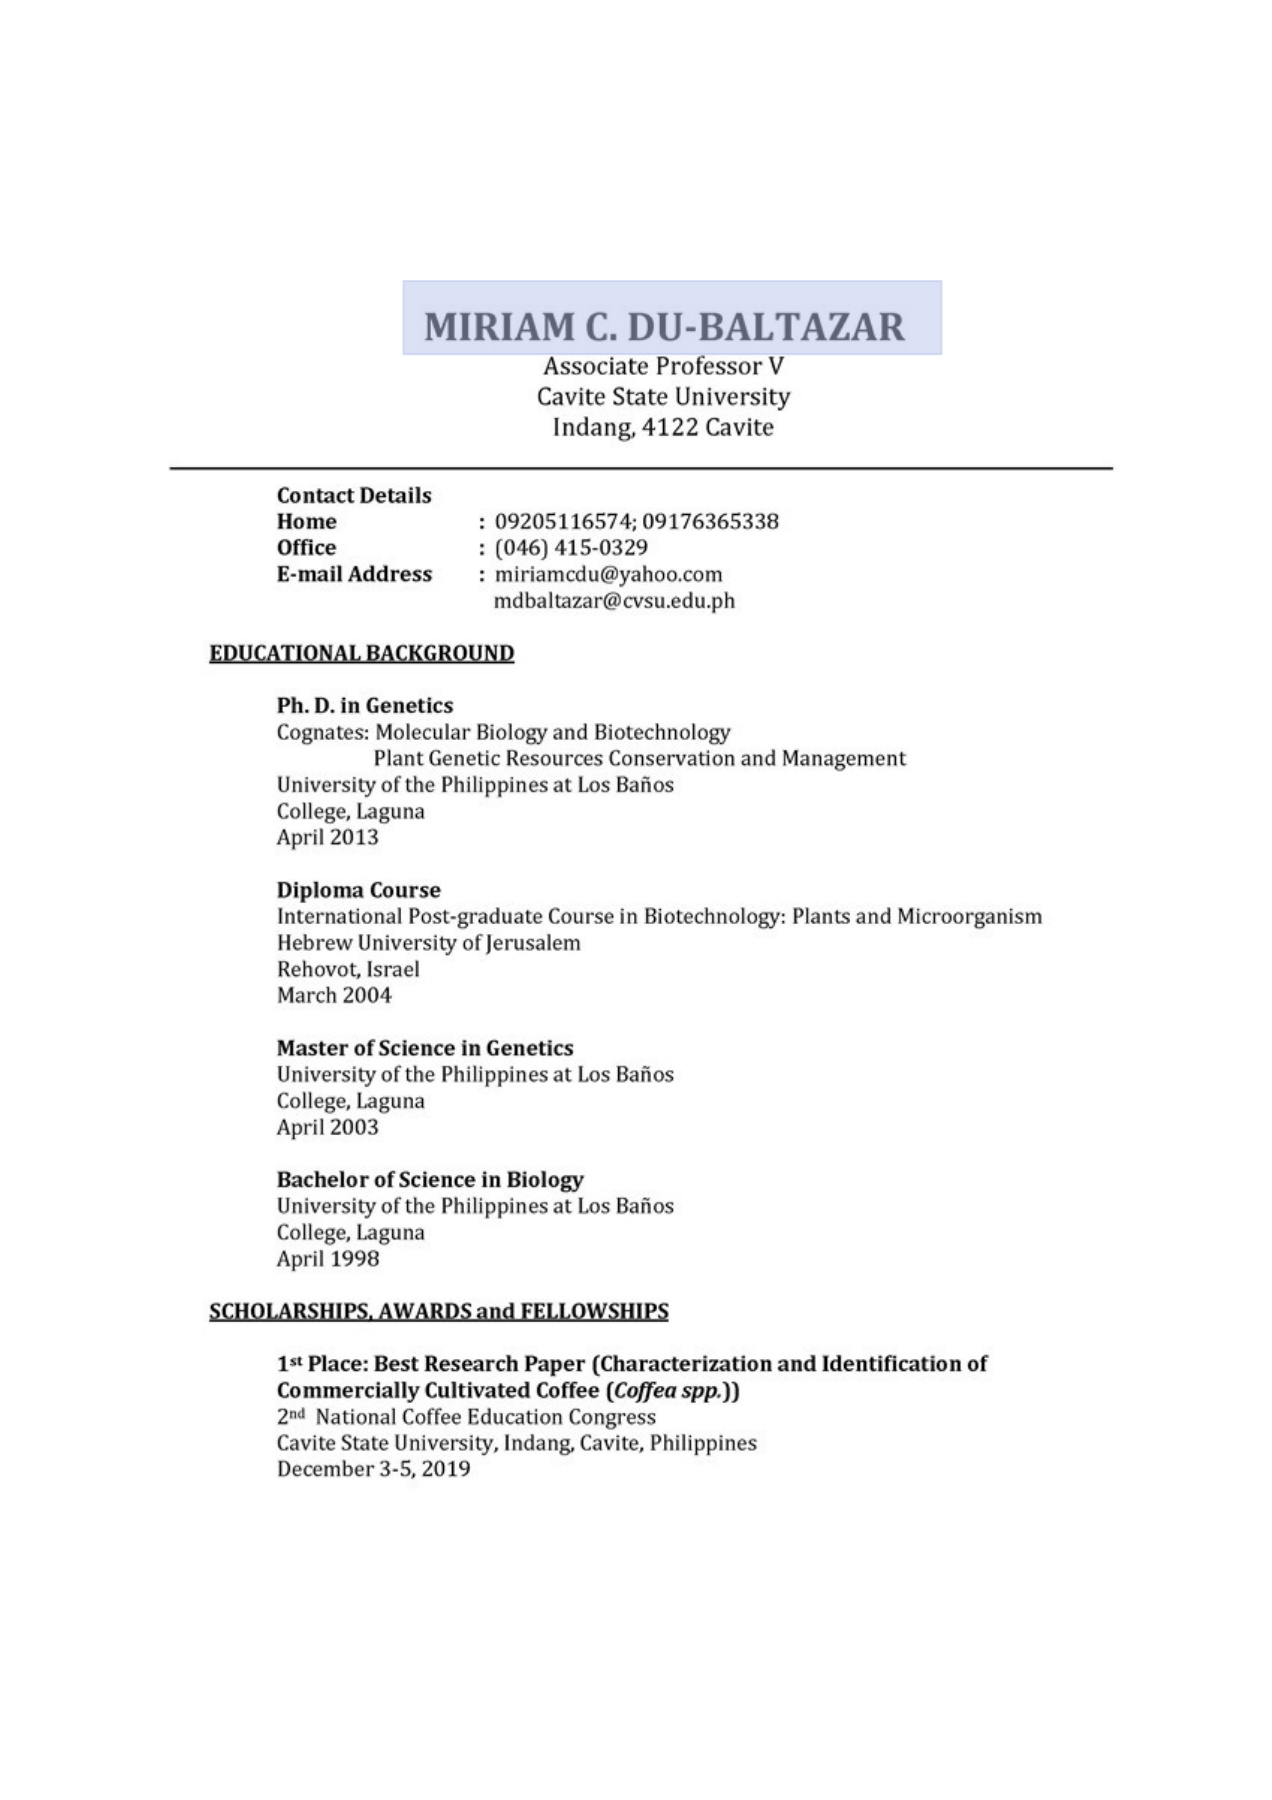 MIRIAM C. DU-BALTAZAR
Associate Professor V
Cavite State University
Indang, 4122 Cavite
Contact Details
Home : 09205116574; 09176365338
Office : (046) 415-0329
E-mail Address : miriamcdu@yahoo.com
mdbaltazar@cvsu.edu.ph
EDUCATIONAL BACKGROUND
Ph. D. in Genetics
Cognates: Molecular Biology and Biotechnology
Plant Genetic Resources Conservation and Management
University of the Philippines at Los Baños
College, Laguna
April 2013
Diploma Course
International Post-graduate Course in Biotechnology: Plants and Microorganism
Hebrew University of Jerusalem
Rehovot, Israel
March 2004
Master of Science in Genetics
University of the Philippines at Los Baños
College, Laguna
April 2003
Bachelor of Science in Biology
University of the Philippines at Los Baños
College, Laguna
April 1998
SCHOLARSHIPS, AWARDS and FELLOWSHIPS
1st Place: Best Research Paper (Characterization and Identification of
Commercially Cultivated Coffee (Coffea spp.))
2nd National Coffee Education Congress
Cavite State University, Indang, Cavite, Philippines
December 3-5, 2019